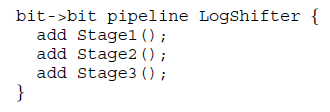 bit->bit pipeline LogShifter {
  add Stage1();
  add Stage2();
  add Stage3();
}